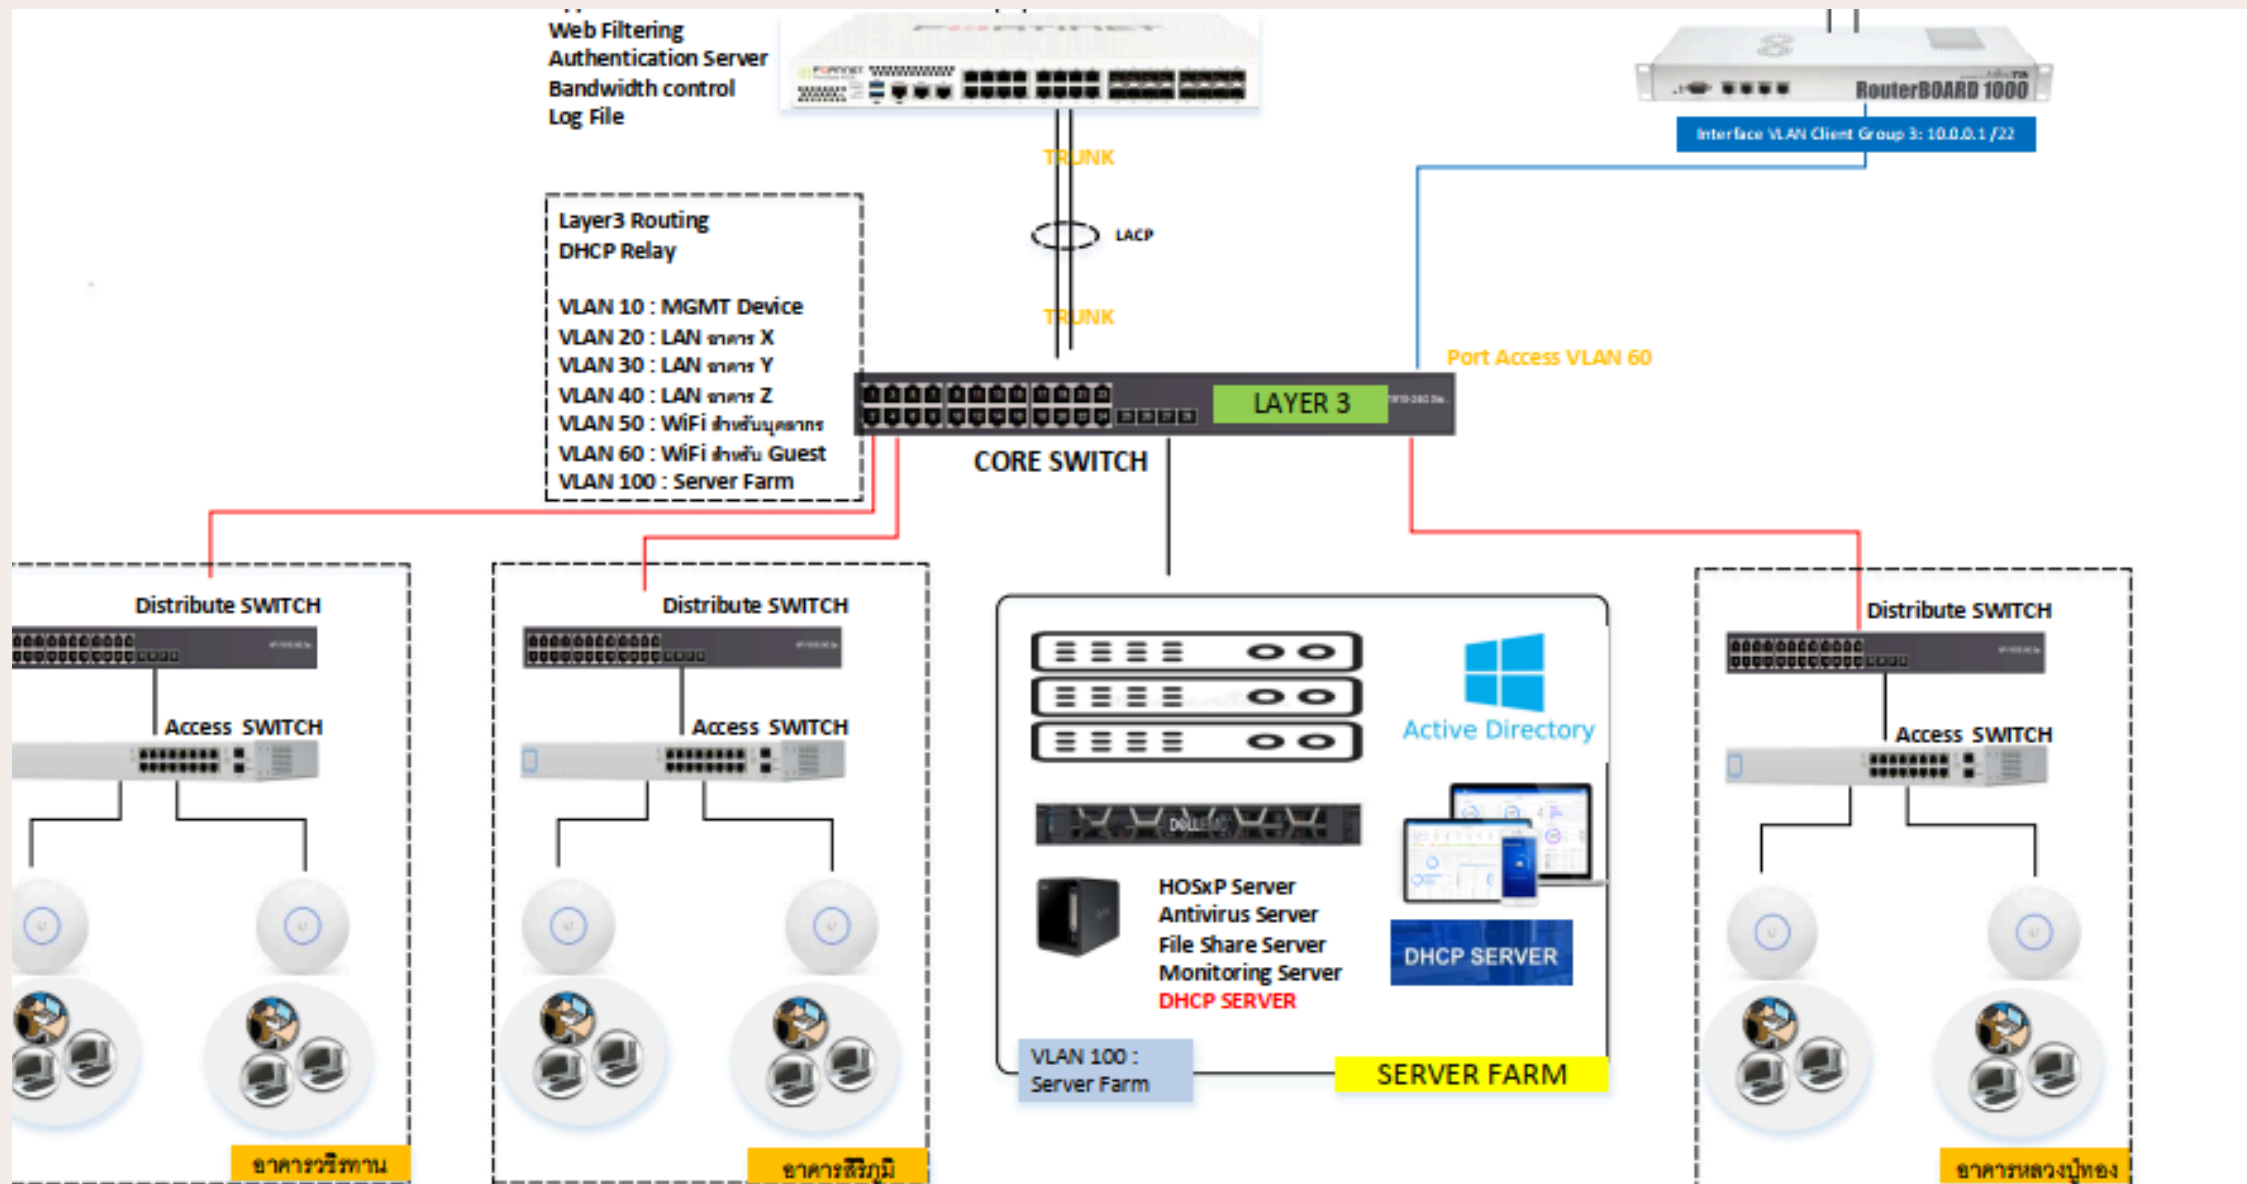 Web Filtering
Authentication Server
Bandwidth control
Log File
FORTINET
RouterBOARD 1000
Interface VLAN Client Group 3: 10.0.0.1 /22
TRUNK
LACP
TRUNK
Layer3 Routing
DHCP Relay
VLAN 10 : MGMT Device
VLAN 20 : LAN อาคาร X
VLAN 30 : LAN อาคาร Y
VLAN 40 : LAN อาคาร Z
VLAN 50 : WiFi สำหรับบุคลากร
VLAN 60 : WiFi สำหรับ Guest
VLAN 100 : Server Farm
Port Access VLAN 60
LAYER 3
CORE SWITCH
Distribute SWITCH
Access SWITCH
อาคารวชิรทาน
Distribute SWITCH
Access SWITCH
อาคารสิริภูมิ
Active Directory
DELL EMC
HOSxP Server
Antivirus Server
File Share Server
Monitoring Server
DHCP SERVER
DHCP SERVER
VLAN 100 :
Server Farm
SERVER FARM
Distribute SWITCH
Access SWITCH
อาคารหลวงปู่ทอง